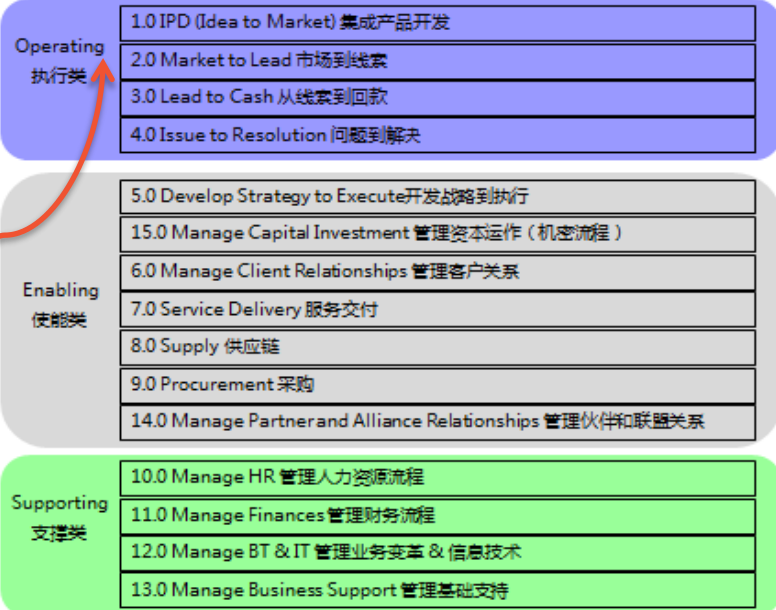 Operating
执行类
1.0 IPD (Idea to Market) 集成产品开发
2.0 Market to Lead 市场到线索
3.0 Lead to Cash 从线索到回款
4.0 Issue to Resolution 问题到解决
Enabling
使能类
5.0 Develop Strategy to Execute开发战略到执行
15.0 Manage Capital Investment 管理资本运作（机密流程）
6.0 Manage Client Relationships 管理客户关系
7.0 Service Delivery 服务交付
8.0 Supply 供应链
9.0 Procurement 采购
14.0 Manage Partner and Alliance Relationships 管理伙伴和联盟关系
Supporting
支撑类
10.0 Manage HR 管理人力资源流程
11.0 Manage Finances 管理财务流程
12.0 Manage BT & IT 管理业务变革 & 信息技术
13.0 Manage Business Support 管理基础支持